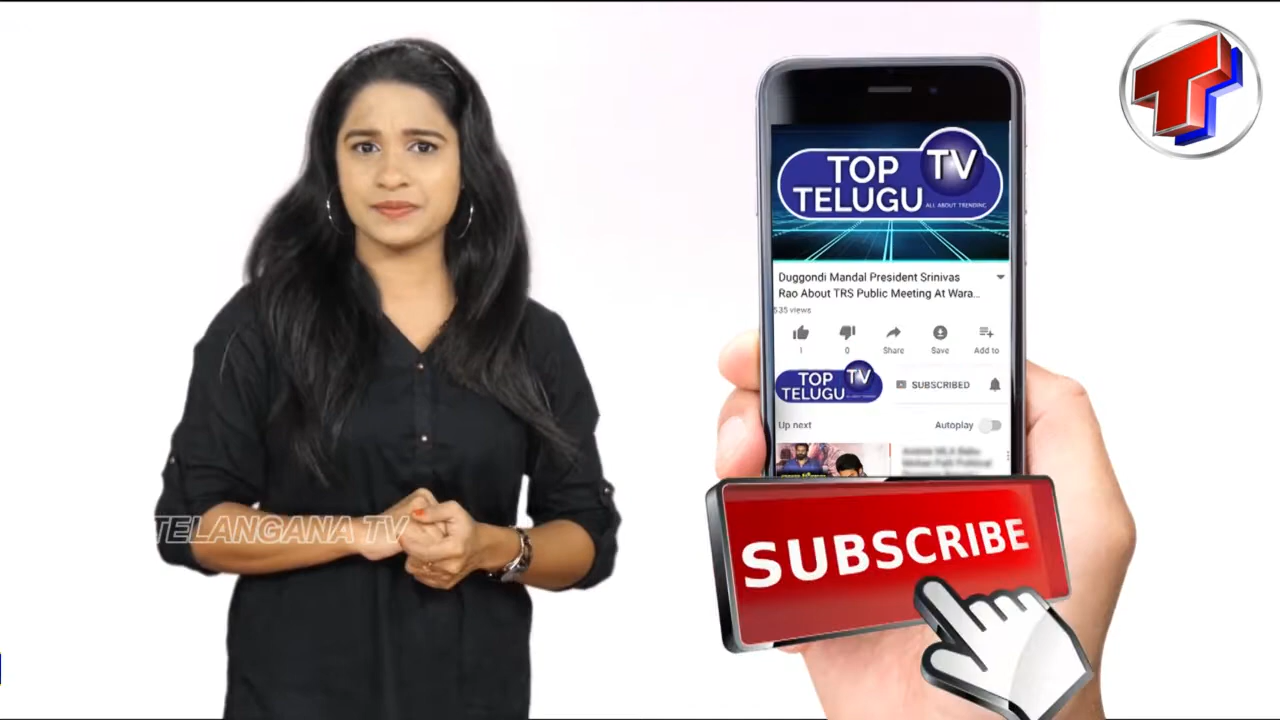 TOP
TV
TELUGU
ALL ABOUT TRENDING
Duggondi Mandal President Srinivas
Rao About TRS Public Meeting At Wara...
535 views
1
0
Share
Save
Add to
TOP
TV
TELUGU
SUBSCRIBED
Up next
Autoplay
TELANGANA TV
SUBSCRIBE